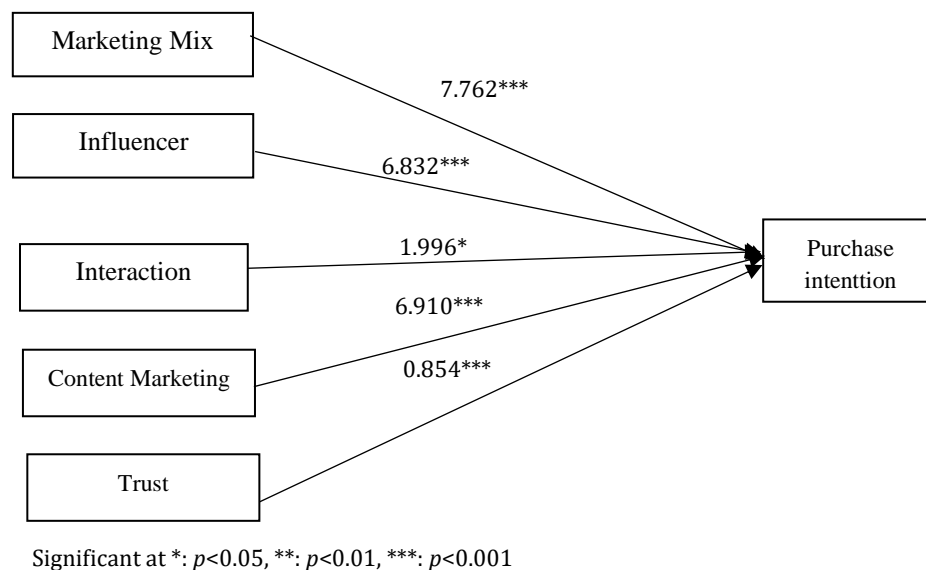 Marketing Mix
7.762***
Influencer
6.832***
Interaction
1.996*
Purchase
intenttion
6.910***
Content Marketing
0.854***
Trust
Significant at *: p<0.05, **: p<0.01, ***: p<0.001